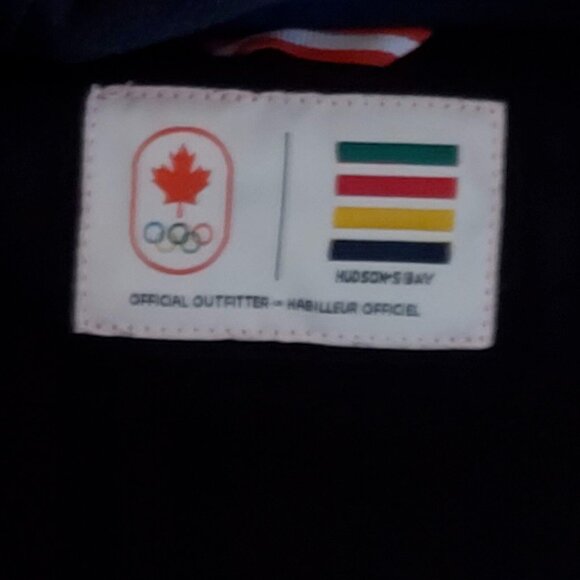 HUDSON'S BAY
OFFICIAL OUTFITTER - HABILLEUR OFFICIEL